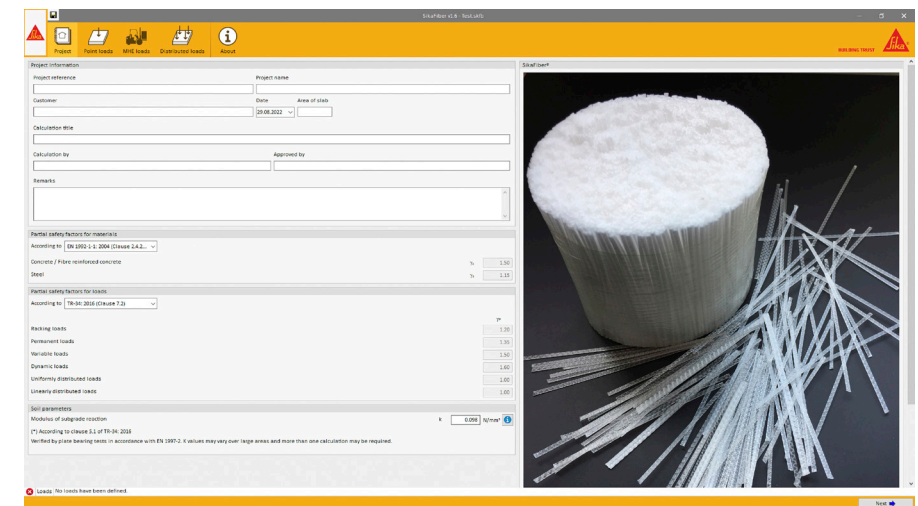 SikaFiber v1.6 - TestLskfs
Project
Point loads
MHE loads
Distributed loads
About
BUILDING TRUST
Sika
Project information
SikaFiber®
Project reference
Project name
Customer
Date
Area of slab
29.08.2022
Calculation title
Calculation by
Approved by
Remarks
Partial safety factors for materials
According to EN 1992-1-1: 2004 (Clause 2.4.2...
Concrete / Fibre reinforced concrete 1.50
Steel 1.15
Partial safety factors for loads
According to TR-34: 2016 (Clause 7.2)
Racking loads 1.20
Permanent loads 1.35
Variable loads 1.50
Dynamic loads 1.60
Uniformly distributed loads 1.00
Linearly distributed loads 1.00
Soil parameters
Modulus of subgrade reaction k 0.098 N/mm³
(*) According to clause 3.1 of TR-34: 2016
Verified by plate bearing tests in accordance with EN 1997-2. K values may vary over large areas and more than one calculation may be required.
Loads No loads have been defined.
Next